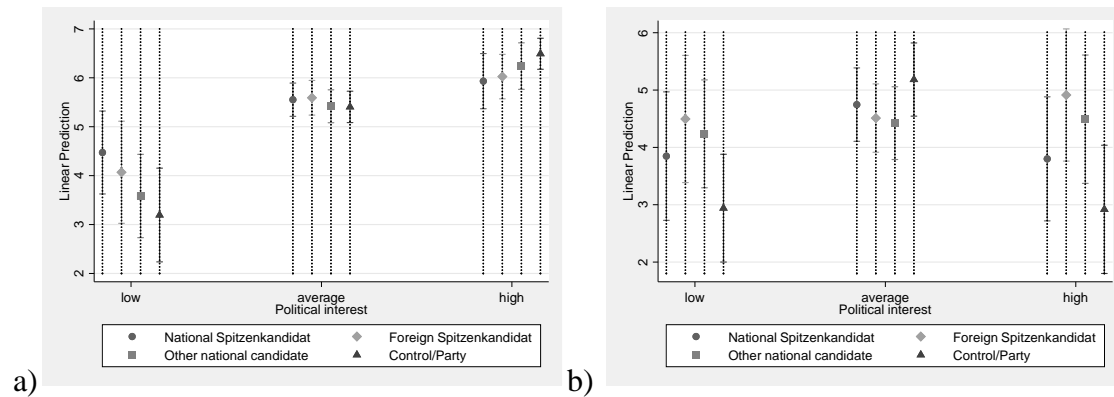 7
6
5
4
3
2
Linear Prediction
low average high
Political interest
National Spitzenkandidat Foreign Spitzenkandidat
Other national candidate Control/Party
a)
6
5
4
3
2
Linear Prediction
low average high
Political interest
National Spitzenkandidat Foreign Spitzenkandidat
Other national candidate Control/Party
b)